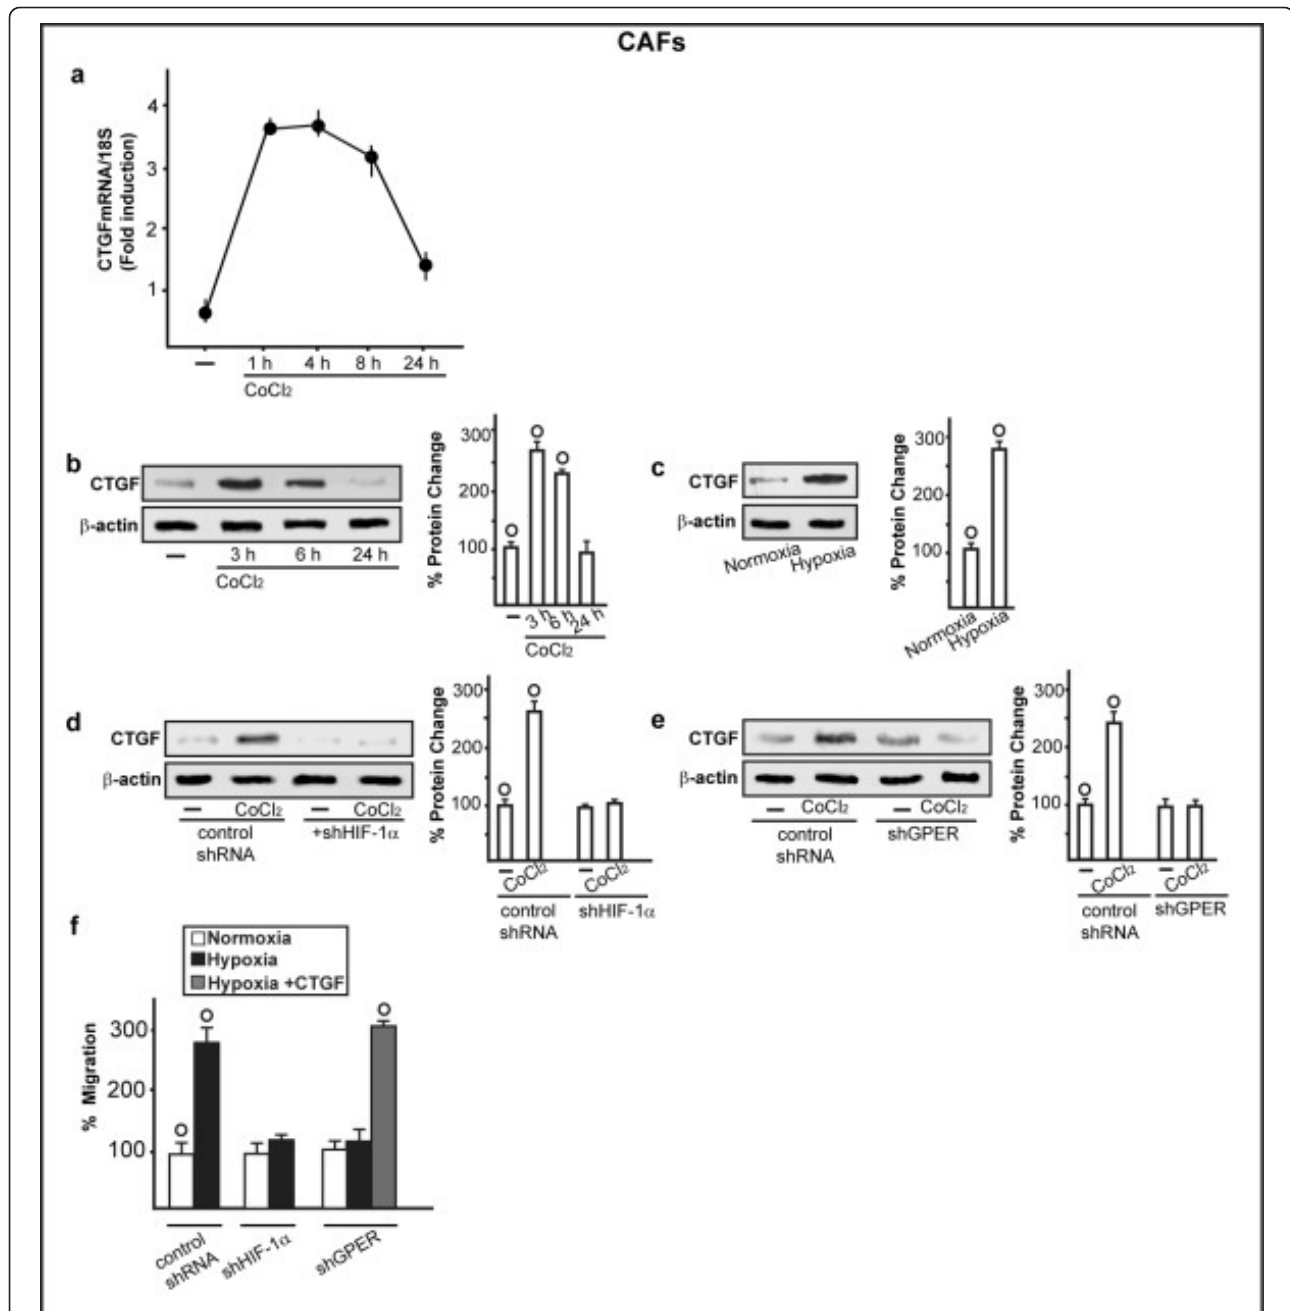 CAFs
a
CTGFmRNA/18S
(Fold induction)
4
3
2
1
–
1 h 4 h 8 h 24 h
CoCl2
b
CTGF
β-actin
– 3 h 6 h 24 h
CoCl2
% Protein Change
300
200
100
– 3 h 6 h 24 h
CoCl2
c
CTGF
β-actin
Normoxia Hypoxia
% Protein Change
300
200
100
Normoxia
Hypoxia
d
CTGF
β-actin
– CoCl2 – CoCl2
control +shHIF-1α
shRNA
% Protein Change
300
200
100
– CoCl2 – CoCl2
control shHIF-1α
shRNA
e
CTGF
β-actin
– CoCl2 – CoCl2
control shGPER
shRNA
% Protein Change
300
200
100
– CoCl2 – CoCl2
control shGPER
shRNA
f
Normoxia
Hypoxia
Hypoxia +CTGF
% Migration
300
200
100
control
shRNA
shHIF-1α
shGPER